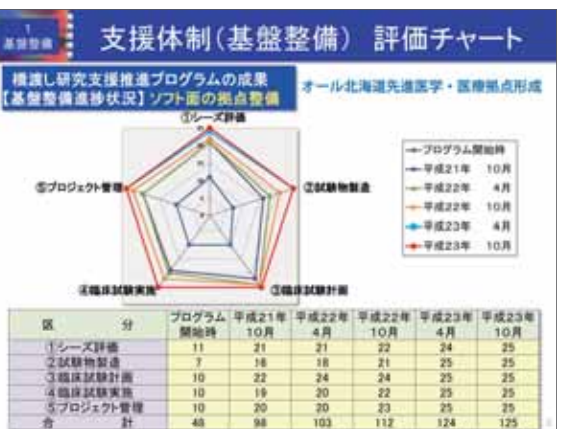 1
基盤整備
支援体制(基盤整備) 評価チャート
橋渡し研究支援推進プログラムの成果
【基盤整備進捗状況】ソフト面の拠点整備
オール北海道先進医学・医療拠点形成
①シーズ評価
②試験物製造
③臨床試験計画
④臨床試験実施
⑤プロジェクト管理
プログラム開始時
平成21年 10月
平成22年 4月
平成22年 10月
平成23年 4月
平成23年 10月
区 分 プログラム開始時 平成21年10月 平成22年4月 平成22年10月 平成23年4月 平成23年10月
①シーズ評価 11 21 21 22 24 25
②試験物製造 7 16 18 21 25 25
③臨床試験計画 10 22 24 24 25 25
④臨床試験実施 10 19 20 22 25 25
⑤プロジェクト管理 10 20 20 23 25 25
合 計 48 98 103 112 124 125